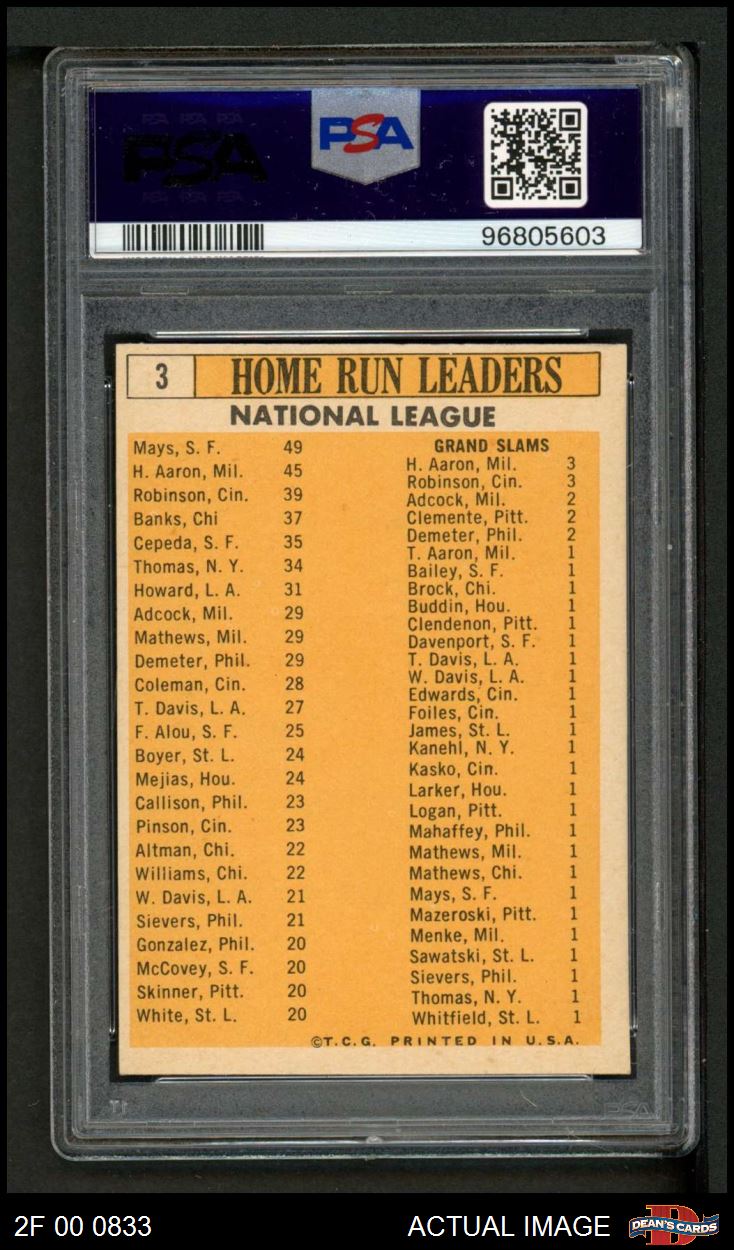 PSA PSA PSA
PSA
PSA PSA PSA
PSA
96805603
3 HOME RUN LEADERS
NATIONAL LEAGUE
Mays, S. F. 49
H. Aaron, Mil. 45
Robinson, Cin. 39
Banks, Chi 37
Cepeda, S. F. 35
Thomas, N. Y. 34
Howard, L. A. 31
Adcock, Mil. 29
Mathews, Mil. 29
Demeter, Phil. 29
Coleman, Cin. 28
T. Davis, L. A. 27
F. Alou, S. F. 25
Boyer, St. L. 24
Mejias, Hou. 24
Callison, Phil. 23
Pinson, Cin. 23
Altman, Chi. 22
Williams, Chi. 22
W. Davis, L. A. 21
Sievers, Phil. 21
Gonzalez, Phil. 20
McCovey, S. F. 20
Skinner, Pitt. 20
White, St. L. 20
GRAND SLAMS
H. Aaron, Mil. 3
Robinson, Cin. 3
Adcock, Mil. 2
Clemente, Pitt. 2
Demeter, Phil. 2
T. Aaron, Mil. 1
Bailey, S. F. 1
Brock, Chi. 1
Buddin, Hou. 1
Clendenon, Pitt. 1
Davenport, S. F. 1
T. Davis, L. A. 1
W. Davis, L. A. 1
Edwards, Cin. 1
Foiles, Cin. 1
James, St. L. 1
Kanehl, N. Y. 1
Kasko, Cin. 1
Larker, Hou. 1
Logan, Pitt. 1
Mahaffey, Phil. 1
Mathews, Mil. 1
Mathews, Chi. 1
Mays, S. F. 1
Mazeroski, Pitt. 1
Menke, Mil. 1
Sawatski, St. L. 1
Sievers, Phil. 1
Thomas, N. Y. 1
Whitfield, St. L. 1
©T.C.G. PRINTED IN U.S.A.
PSA
2F 00 0833
ACTUAL IMAGE
DEAN'S CARDS